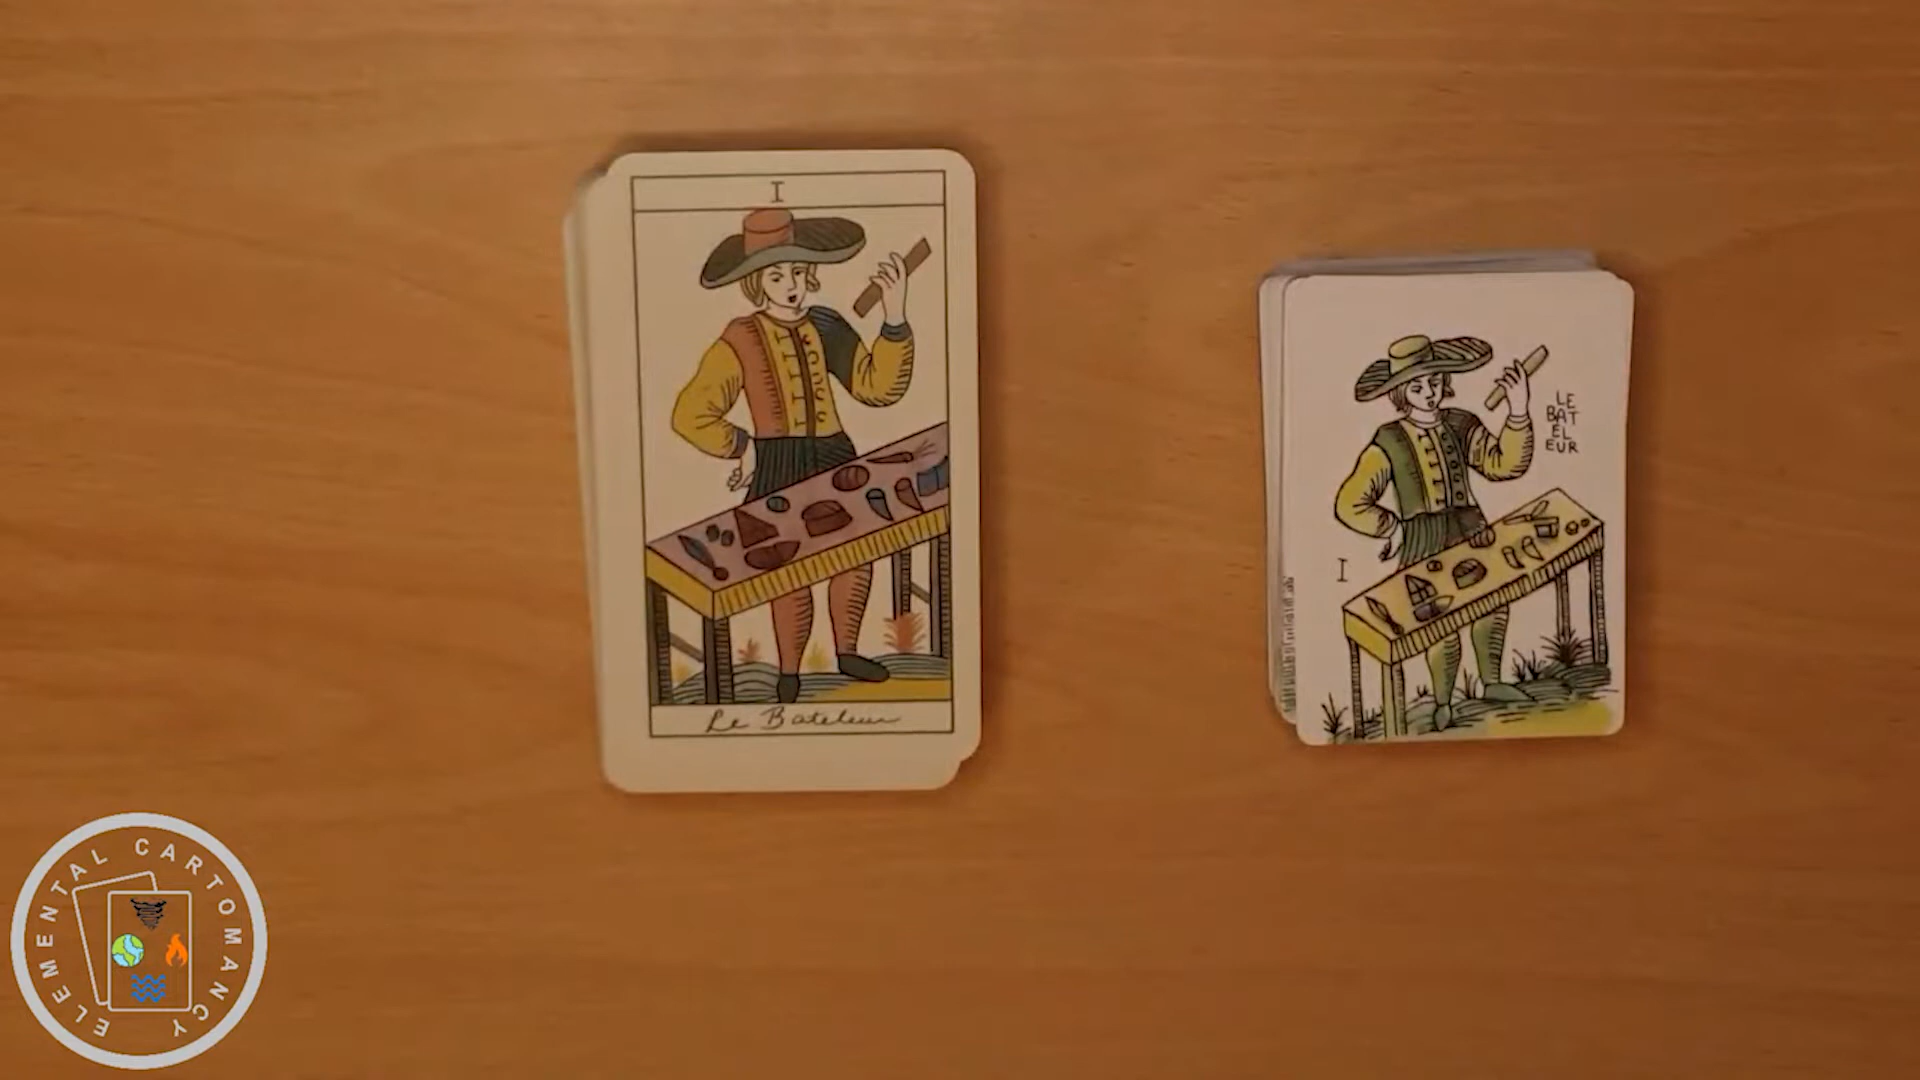 I
Le Bateleur
LE
BAT
EL
EUR
I
ELEMENTAL CARTOMANCY